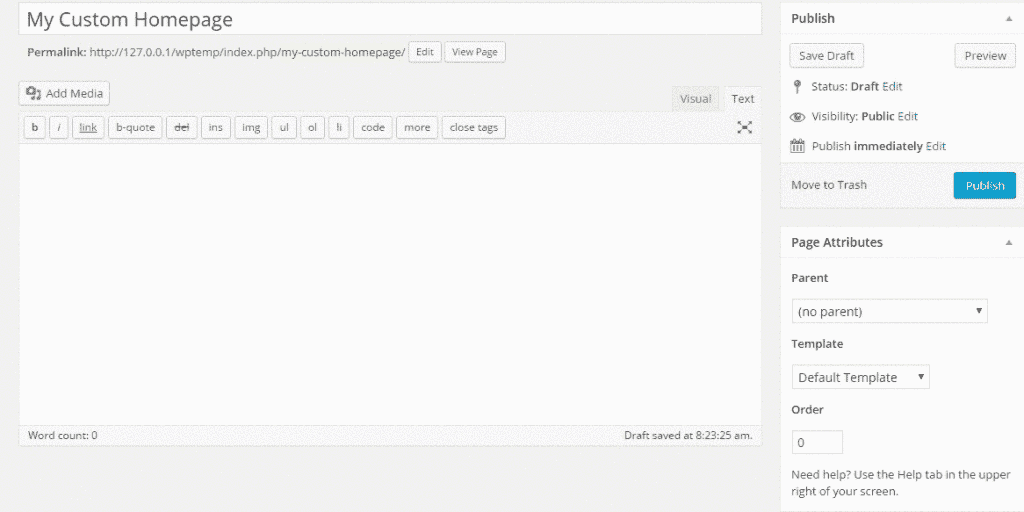 My Custom Homepage
Permalink: http://127.0.0.1/wptemp/index.php/my-custom-homepage/ Edit View Page
Add Media
Visual Text
b i link b-quote del ins img ul ol li code more close tags
Word count: 0 Draft saved at 8:23:25 am.
Publish
Save Draft Preview
Status: Draft Edit
Visibility: Public Edit
Publish immediately Edit
Move to Trash Publish
Page Attributes
Parent
(no parent)
Template
Default Template
Order
0
Need help? Use the Help tab in the upper
right of your screen.